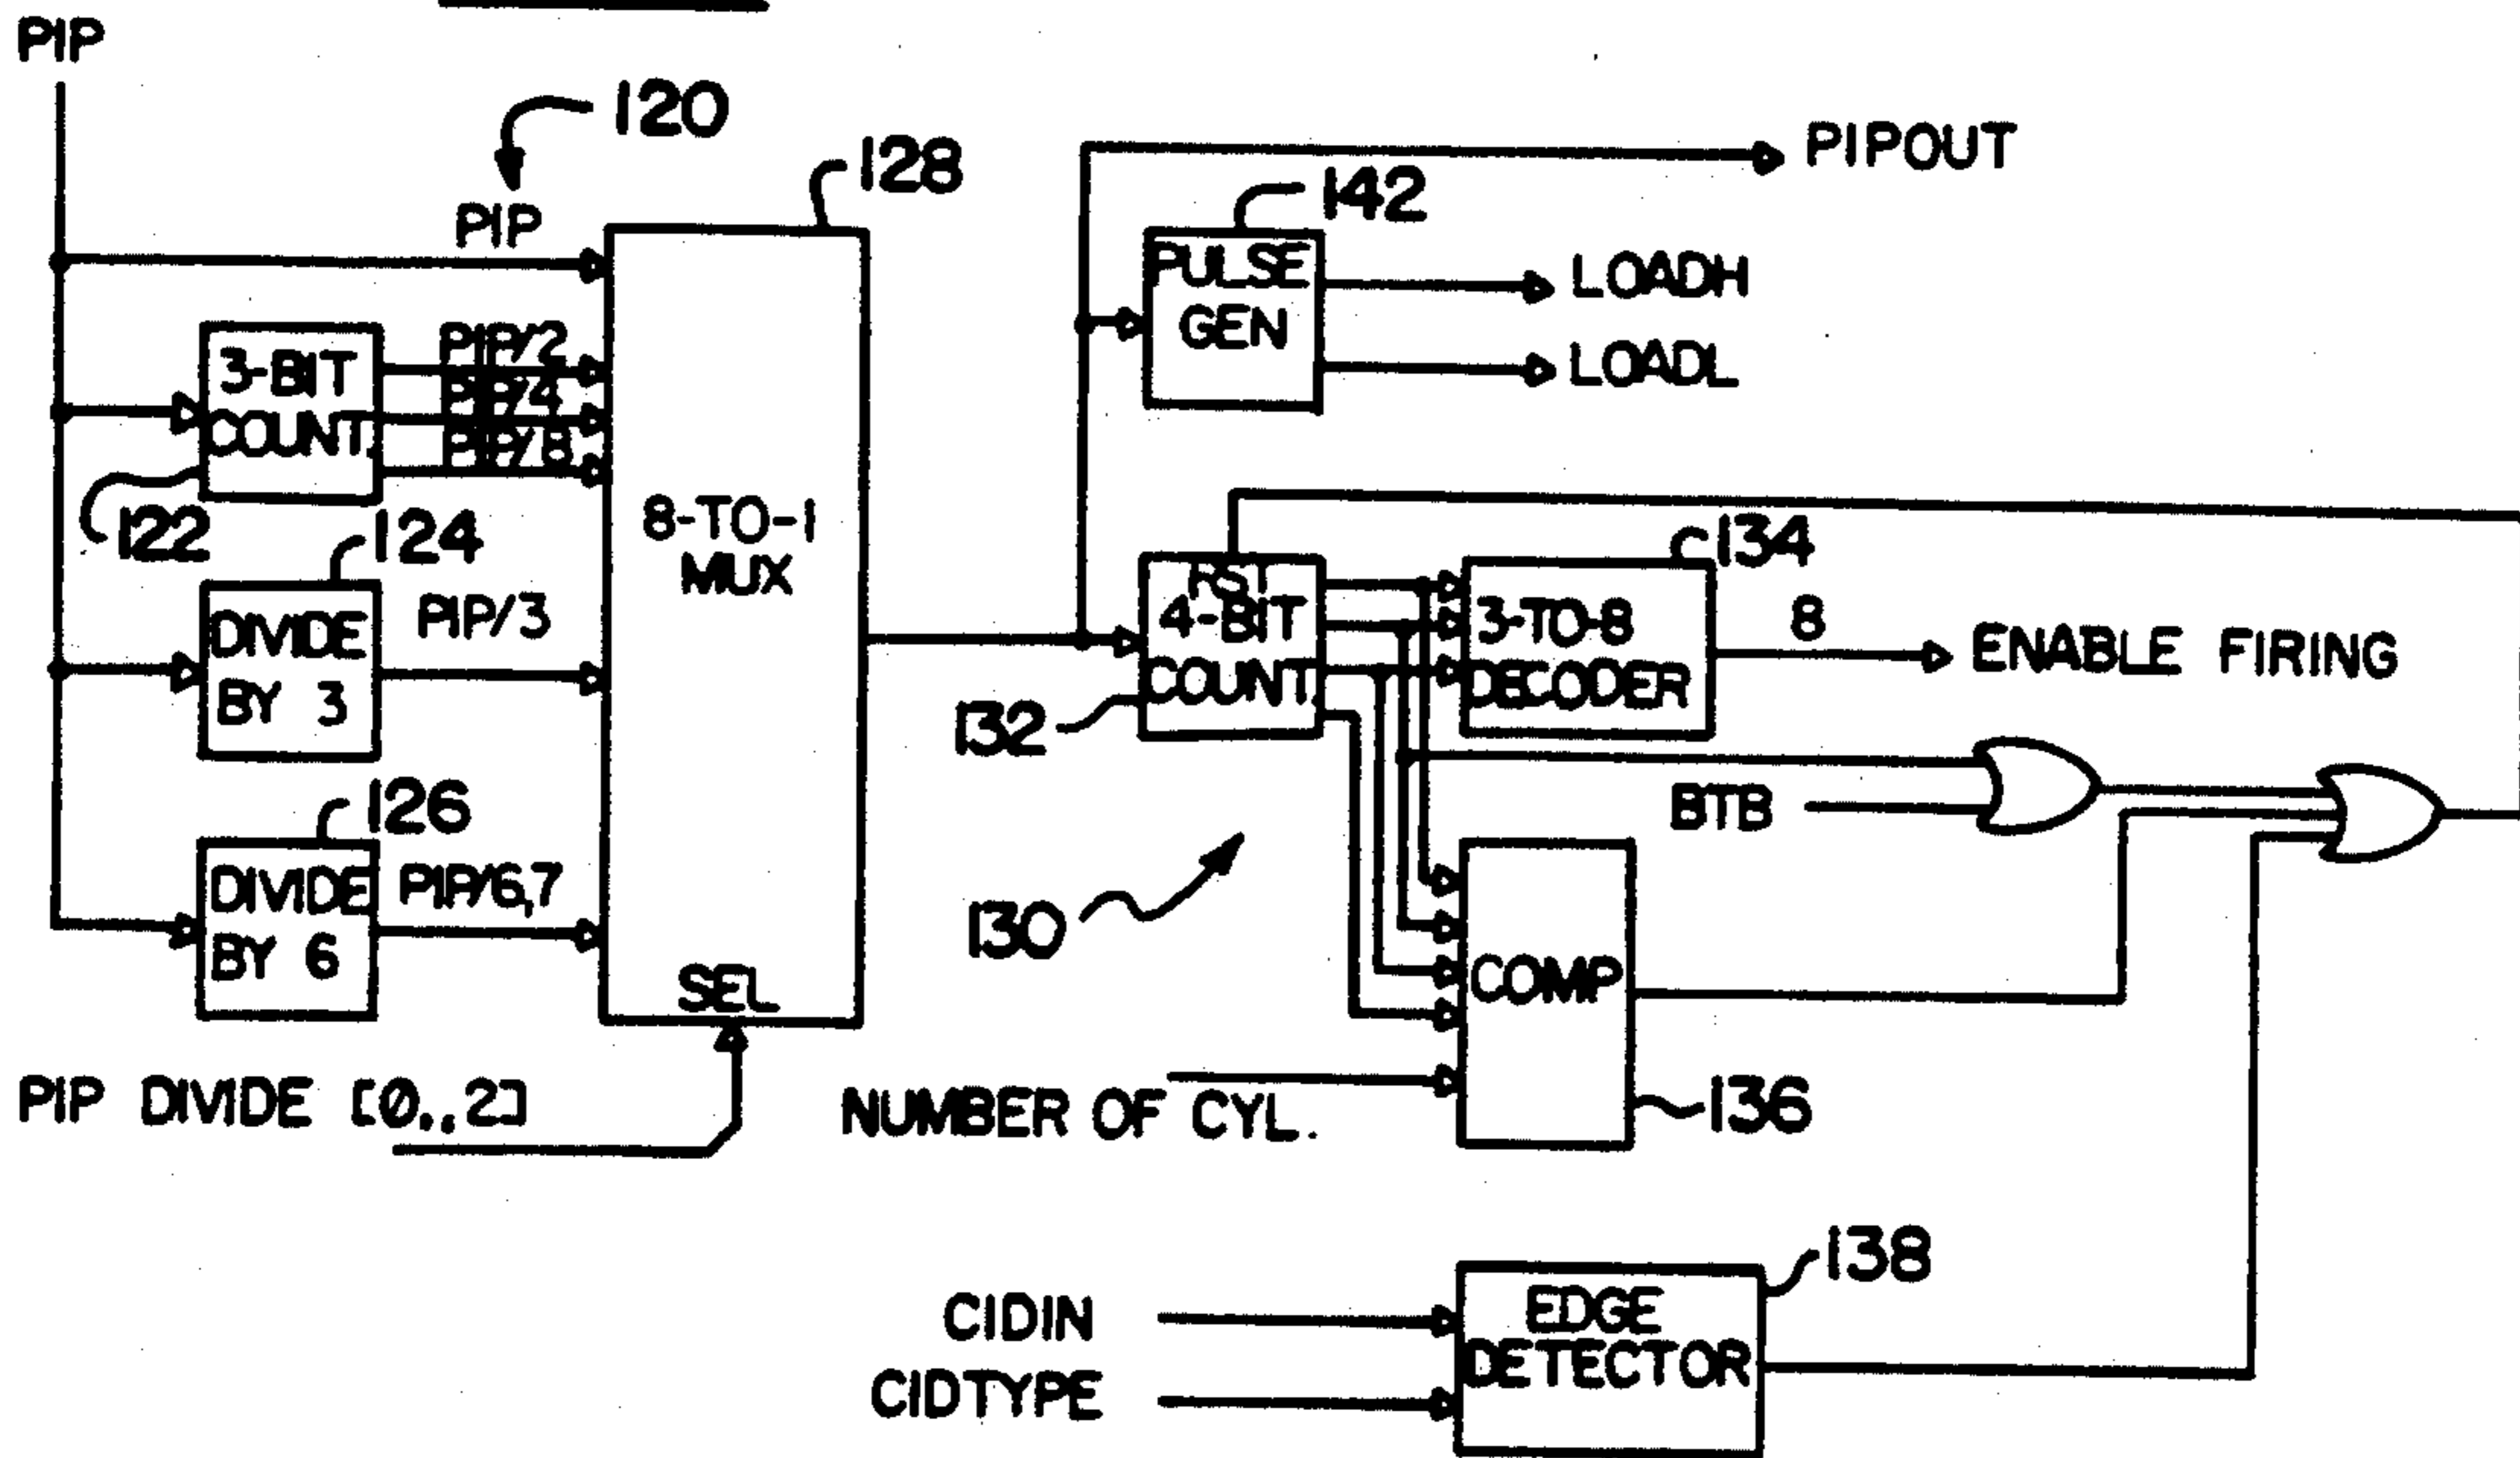 PIP
120
PIP
128
PIPOUT
142
PULSE
GEN
LOADH
LOADL
3-BIT
COUNT.
PIP/2
PIP/4
PIP/8
122
8-TO-1
MUX
124
DIVIDE
BY 3
PIP/3
RST
4-BIT
COUNT.
132
134
3-TO-8
DECODER
8
ENABLE FIRING
126
DIVIDE
BY 6
PIP/6,7
BTB
130
COMP
SEL
PIP DIVIDE [0..2]
NUMBER OF CYL.
136
138
CIDIN
CIDTYPE
EDGE
DETECTOR